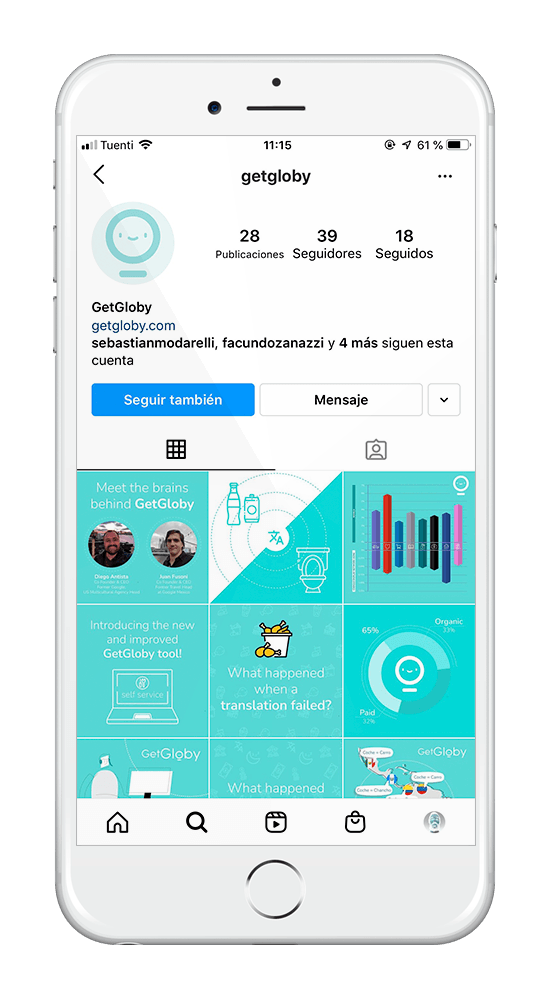 Tuenti
11:15
61 %
getgloby
28
39
18
Publicaciones
Seguidores
Seguidos
GetGloby
getgloby.com
sebastianmodarelli, facundozanazzi y 4 más siguen esta
cuenta
Seguir también
Mensaje
Meet the brains
behind GetGloby
Diego Antista
Juan Fusoni
Introducing the new
and improved
GetGloby tool!
self service
What happened
when a
translation failed?
Organic
33%
65%
Paid
32%
GetGloby
What happened
GetGloby
Coche = Carro
Coche = Carro
Coche = Chancho